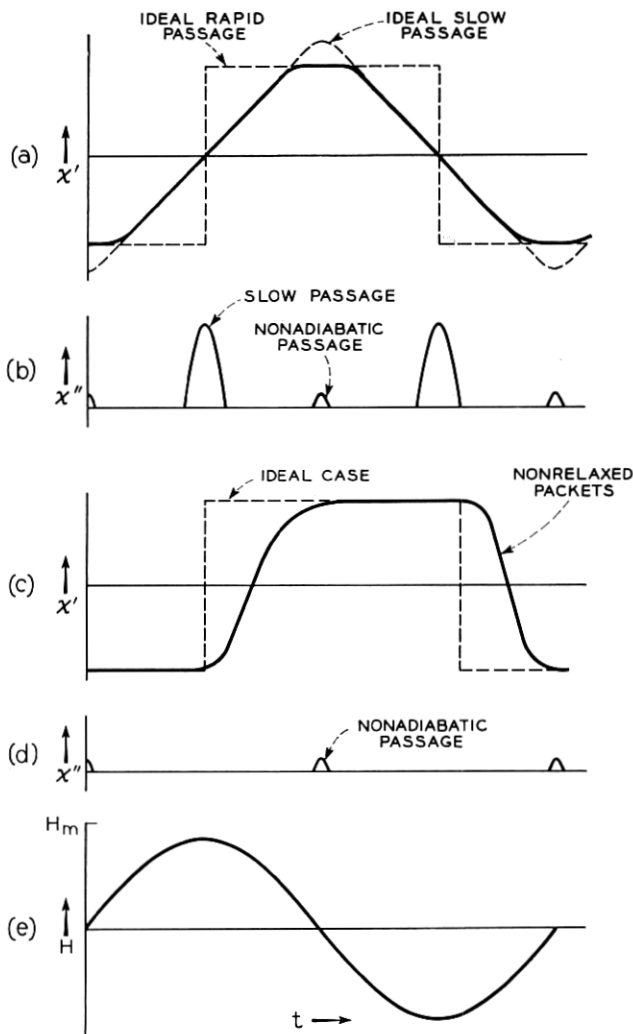 IDEAL RAPID
PASSAGE
IDEAL SLOW
PASSAGE
(a)
χ'
SLOW PASSAGE
NONADIABATIC
PASSAGE
(b)
χ"
IDEAL CASE
NONRELAXED
PACKETS
(c)
χ'
NONADIABATIC
PASSAGE
(d)
χ"
Hm
(e)
H
t